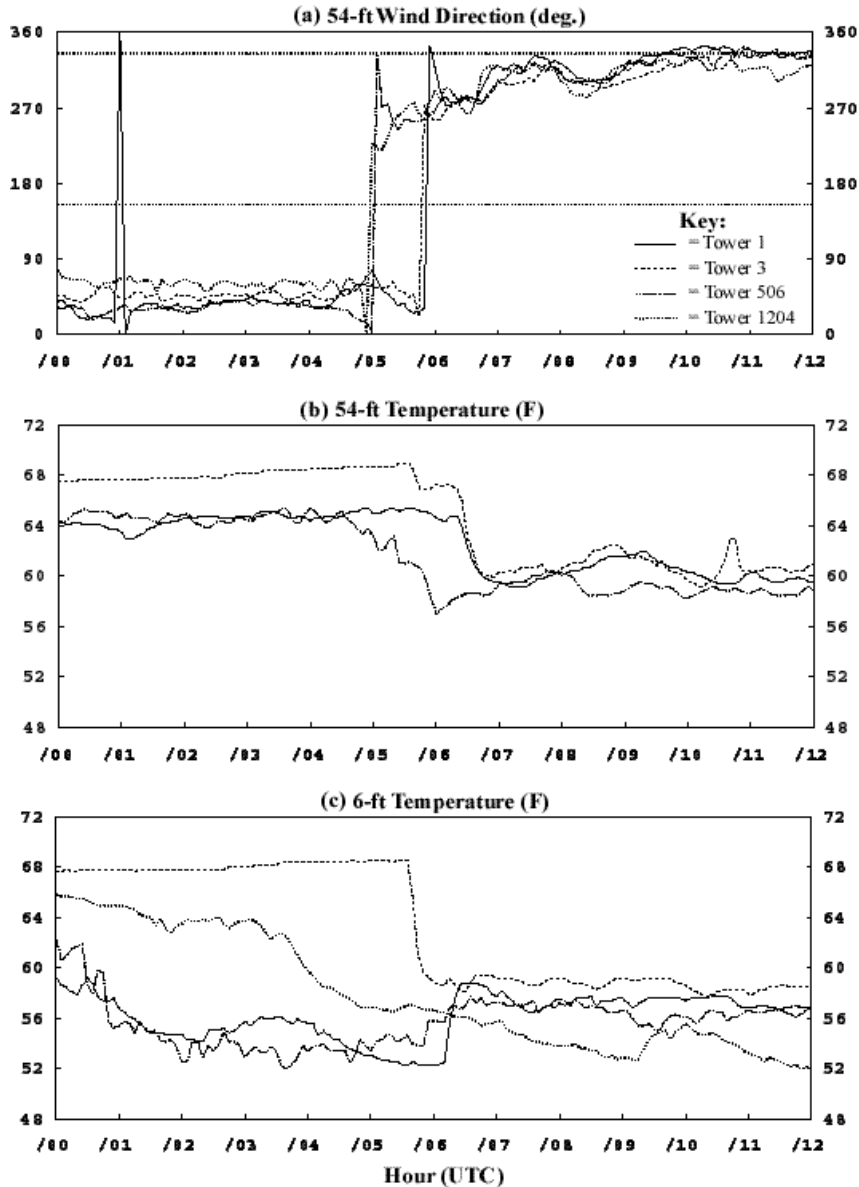 (a) 54-ft Wind Direction (deg.)
360 360
270 270
180 180
Key:
= Tower 1
90 = Tower 3 90
= Tower 506
= Tower 1204
0 0
/00 /01 /02 /03 /04 /05 /06 /07 /08 /09 /10 /11 /12
(b) 54-ft Temperature (F)
72 72
68 68
64 64
60 60
56 56
52 52
48 48
/00 /01 /02 /03 /04 /05 /06 /07 /08 /09 /10 /11 /12
(c) 6-ft Temperature (F)
72 72
68 68
64 64
60 60
56 56
52 52
48 48
/00 /01 /02 /03 /04 /05 /06 /07 /08 /09 /10 /11 /12
Hour (UTC)